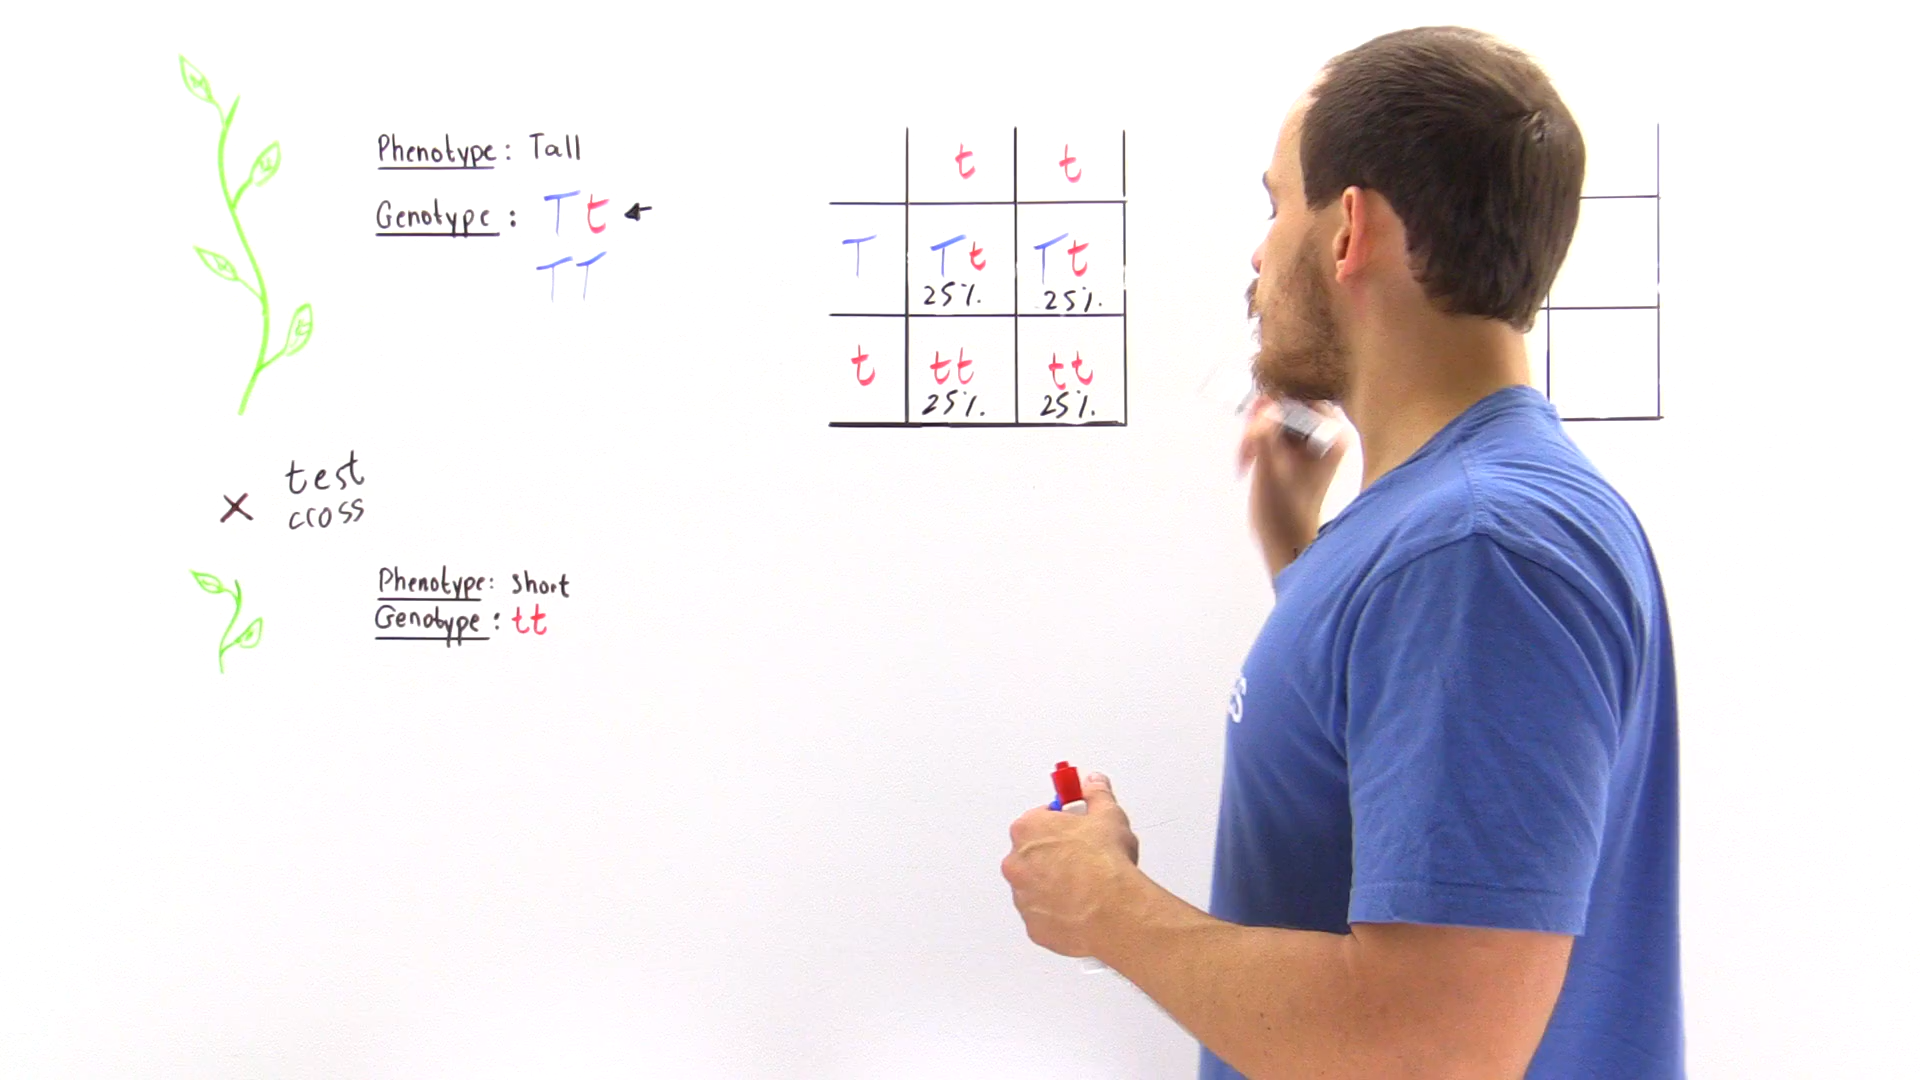 Phenotype: Tall
Genotype: Tt
TT
test
cross
Phenotype: short
Genotype: tt
t t
T Tt Tt
25%. 25%.
t tt tt
25%. 25%.